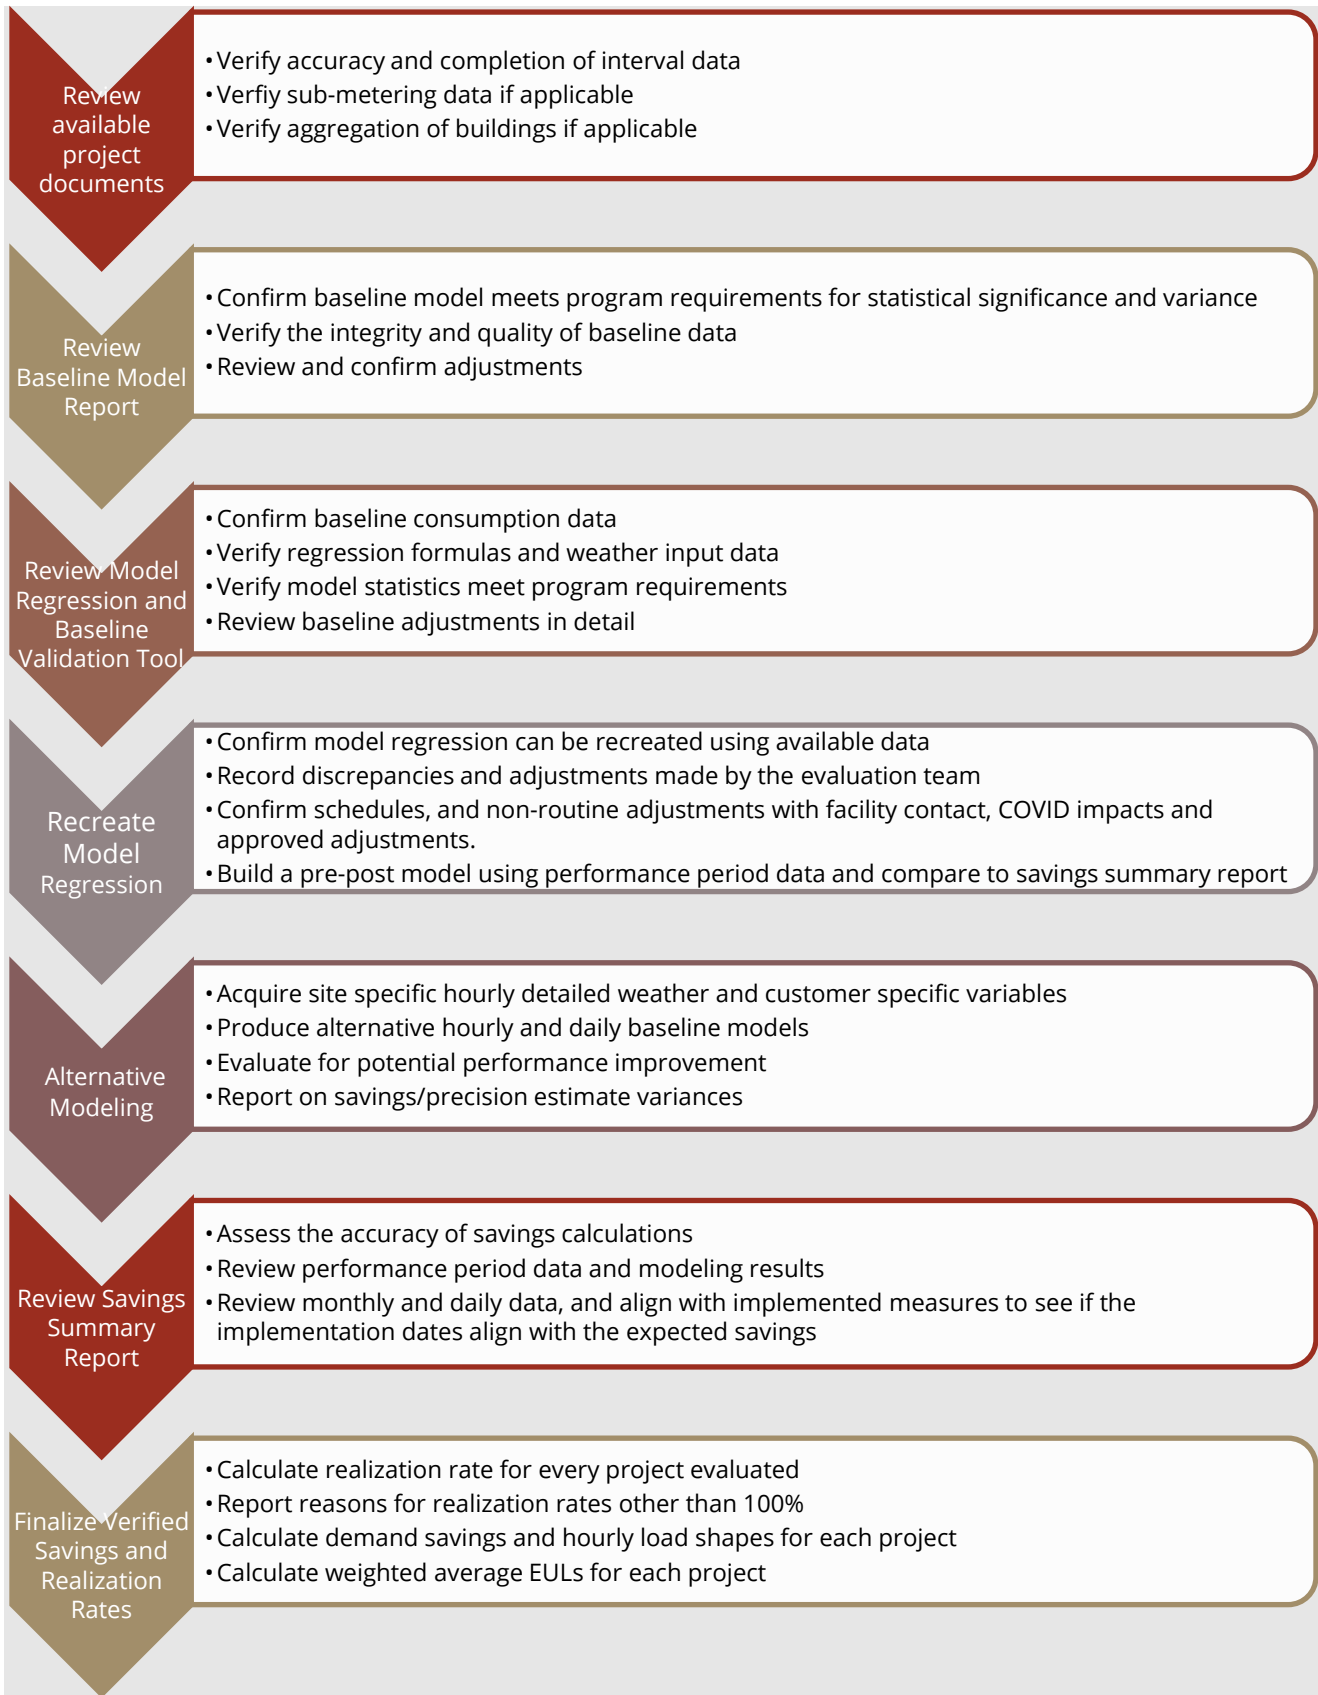 Review
available
project
documents
•Verify accuracy and completion of interval data
•Verfiy sub-metering data if applicable
•Verify aggregation of buildings if applicable
Review
Baseline Model
Report
•Confirm baseline model meets program requirements for statistical significance and variance
•Verify the integrity and quality of baseline data
•Review and confirm adjustments
Review Model
Regression and
Baseline
Validation Tool
•Confirm baseline consumption data
•Verify regression formulas and weather input data
•Verify model statistics meet program requirements
•Review baseline adjustments in detail
Recreate
Model
Regression
•Confirm model regression can be recreated using available data
•Record discrepancies and adjustments made by the evaluation team
•Confirm schedules, and non-routine adjustments with facility contact, COVID impacts and
approved adjustments.
•Build a pre-post model using performance period data and compare to savings summary report
Alternative
Modeling
•Acquire site specific hourly detailed weather and customer specific variables
•Produce alternative hourly and daily baseline models
•Evaluate for potential performance improvement
•Report on savings/precision estimate variances
Review Savings
Summary
Report
•Assess the accuracy of savings calculations
•Review performance period data and modeling results
•Review monthly and daily data, and align with implemented measures to see if the
implementation dates align with the expected savings
Finalize Verified
Savings and
Realization
Rates
•Calculate realization rate for every project evaluated
•Report reasons for realization rates other than 100%
•Calculate demand savings and hourly load shapes for each project
•Calculate weighted average EULs for each project